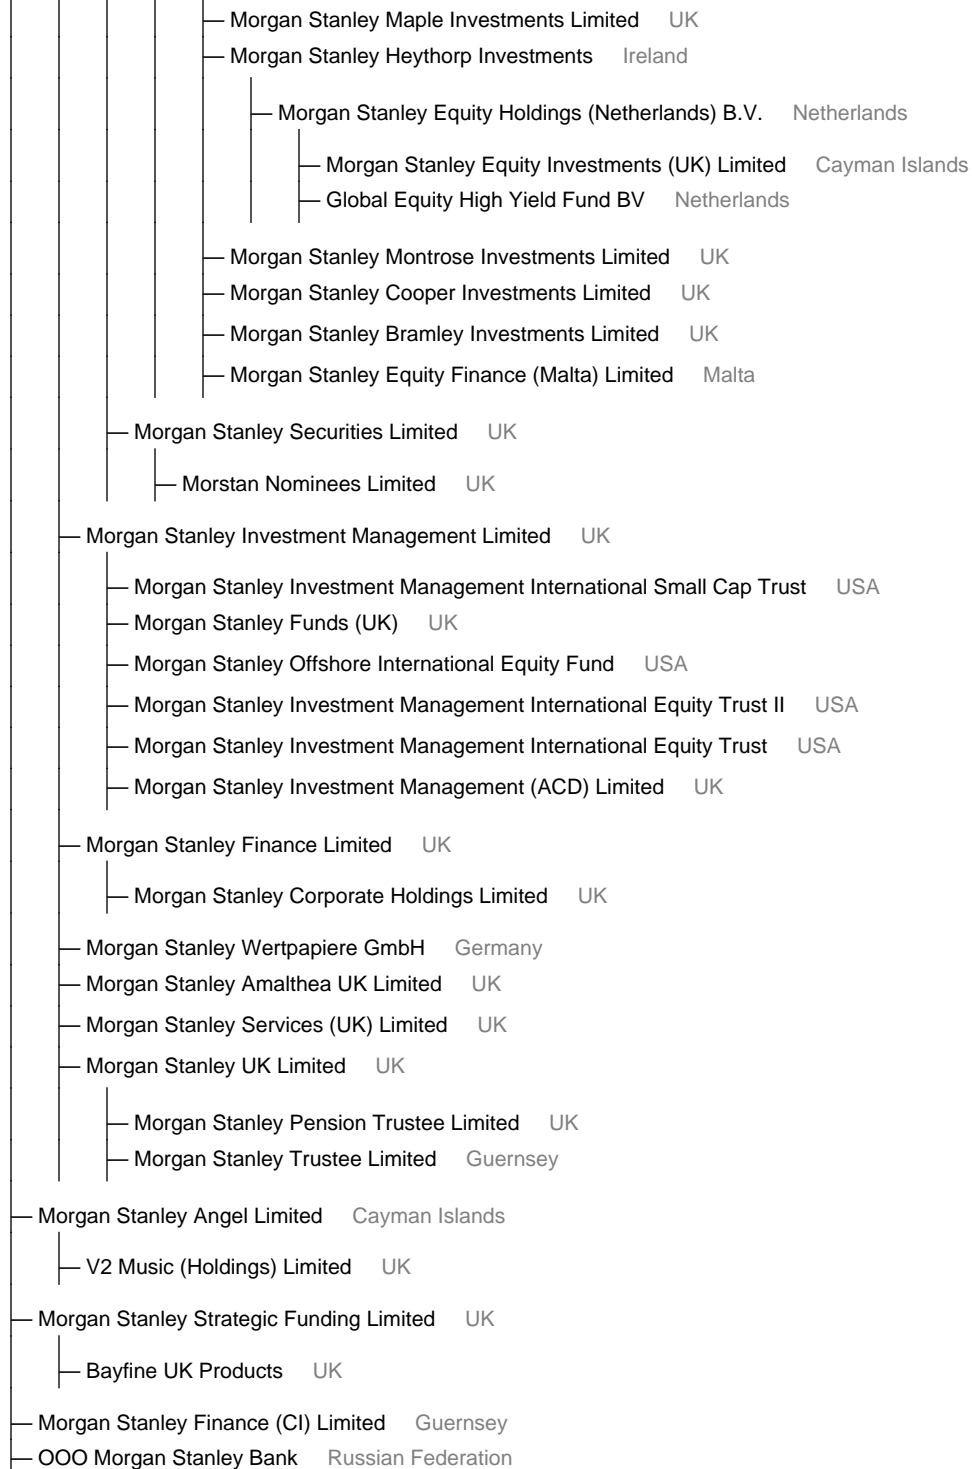 Morgan Stanley Maple Investments Limited UK
Morgan Stanley Heythorp Investments Ireland
Morgan Stanley Equity Holdings (Netherlands) B.V. Netherlands
Morgan Stanley Equity Investments (UK) Limited Cayman Islands
Global Equity High Yield Fund BV Netherlands
Morgan Stanley Montrose Investments Limited UK
Morgan Stanley Cooper Investments Limited UK
Morgan Stanley Bramley Investments Limited UK
Morgan Stanley Equity Finance (Malta) Limited Malta
Morgan Stanley Securities Limited UK
Morstan Nominees Limited UK
Morgan Stanley Investment Management Limited UK
Morgan Stanley Investment Management International Small Cap Trust USA
Morgan Stanley Funds (UK) UK
Morgan Stanley Offshore International Equity Fund USA
Morgan Stanley Investment Management International Equity Trust II USA
Morgan Stanley Investment Management International Equity Trust USA
Morgan Stanley Investment Management (ACD) Limited UK
Morgan Stanley Finance Limited UK
Morgan Stanley Corporate Holdings Limited UK
Morgan Stanley Wertpapiere GmbH Germany
Morgan Stanley Amalthea UK Limited UK
Morgan Stanley Services (UK) Limited UK
Morgan Stanley UK Limited UK
Morgan Stanley Pension Trustee Limited UK
Morgan Stanley Trustee Limited Guernsey
Morgan Stanley Angel Limited Cayman Islands
V2 Music (Holdings) Limited UK
Morgan Stanley Strategic Funding Limited UK
Bayfine UK Products UK
Morgan Stanley Finance (CI) Limited Guernsey
OOO Morgan Stanley Bank Russian Federation